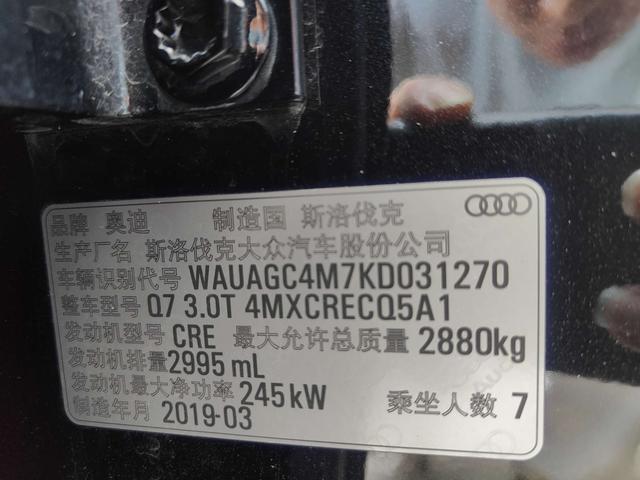 品牌 奥迪 制造国 斯洛伐克
生产厂名 斯洛伐克大众汽车股份公司
车辆识别代号 WAUAGC4M7KD031270
整车型号 Q7 3.0T 4MXCRECQ5A1
发动机型号 CRE 最大允许总质量 2880kg
发动机排量 2995 mL
发动机最大净功率 245 kW 乘坐人数 7
制造年月 2019-03